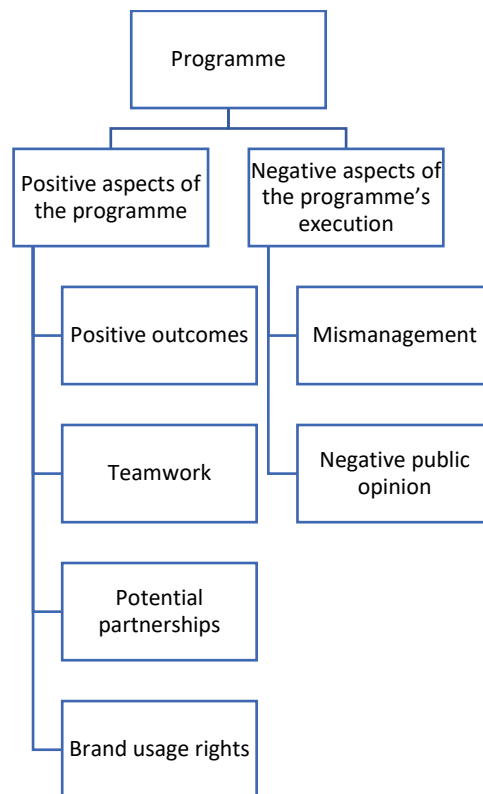 Programme
Positive aspects of
the programme
Negative aspects of
the programme’s
execution
Positive outcomes
Mismanagement
Teamwork
Negative public
opinion
Potential
partnerships
Brand usage rights